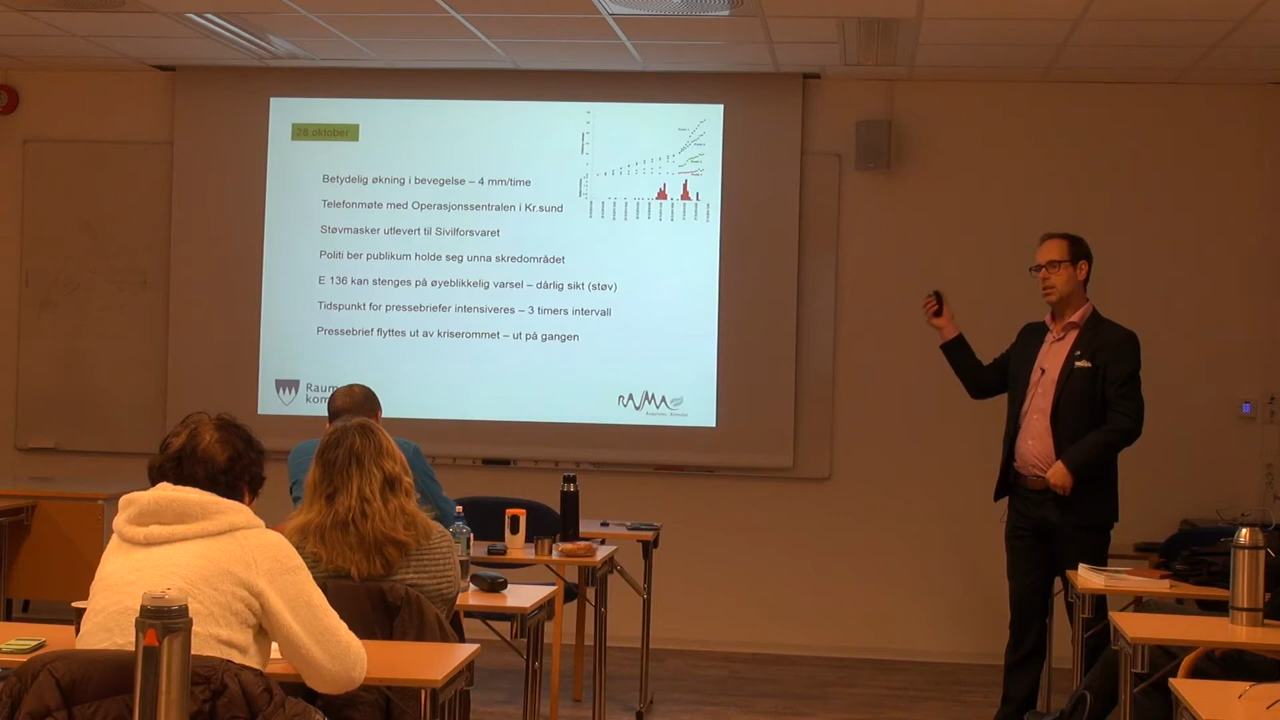 28 oktober
Betydelig økning i bevegelse – 4 mm/time
Telefonmøte med Operasjonssentralen i Kr.sund
Støvmasker utlevert til Sivilforsvaret
Politi ber publikum holde seg unna skredområdet
E 136 kan stenges på øyeblikkelig varsel – dårlig sikt (støv)
Tidspunkt for pressebriefer intensiveres – 3 timers intervall
Pressebrief flyttes ut av kriserommet – ut på gangen
RAUMA